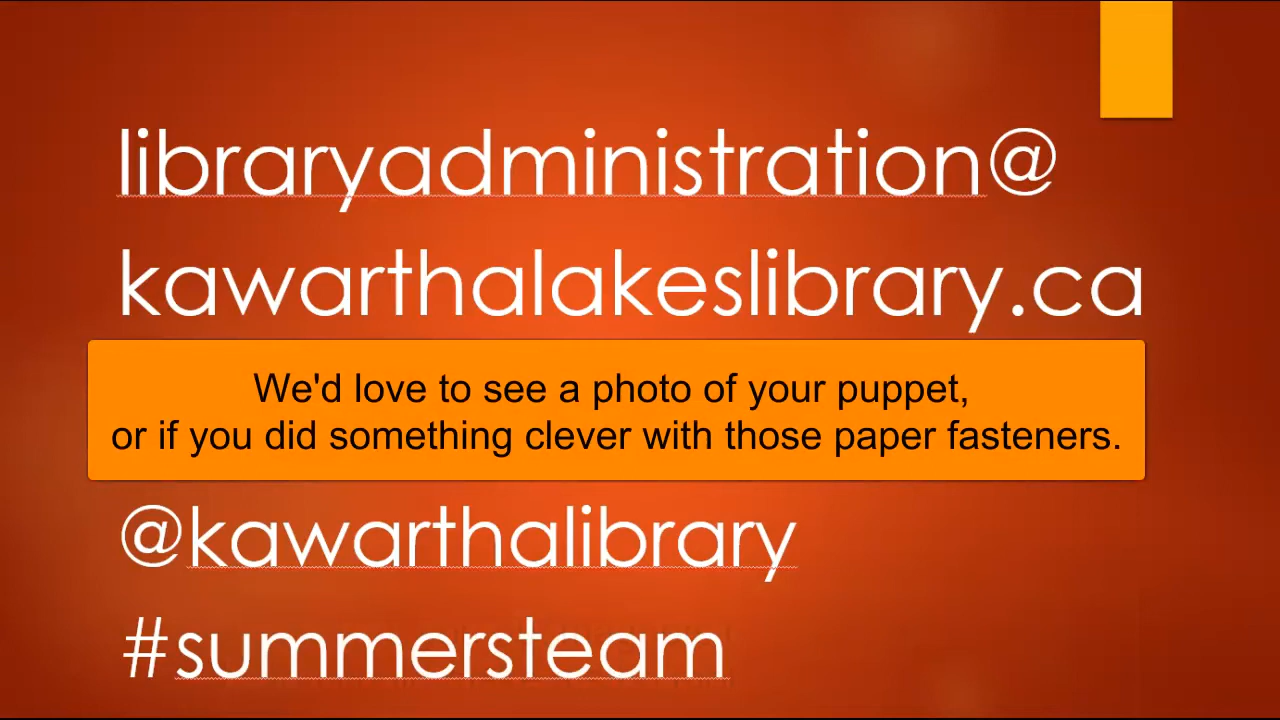 libraryadministration@
kawarthalakeslibrary.ca
We'd love to see a photo of your puppet,
or if you did something clever with those paper fasteners.
@kawarthalibrary
#summersteam